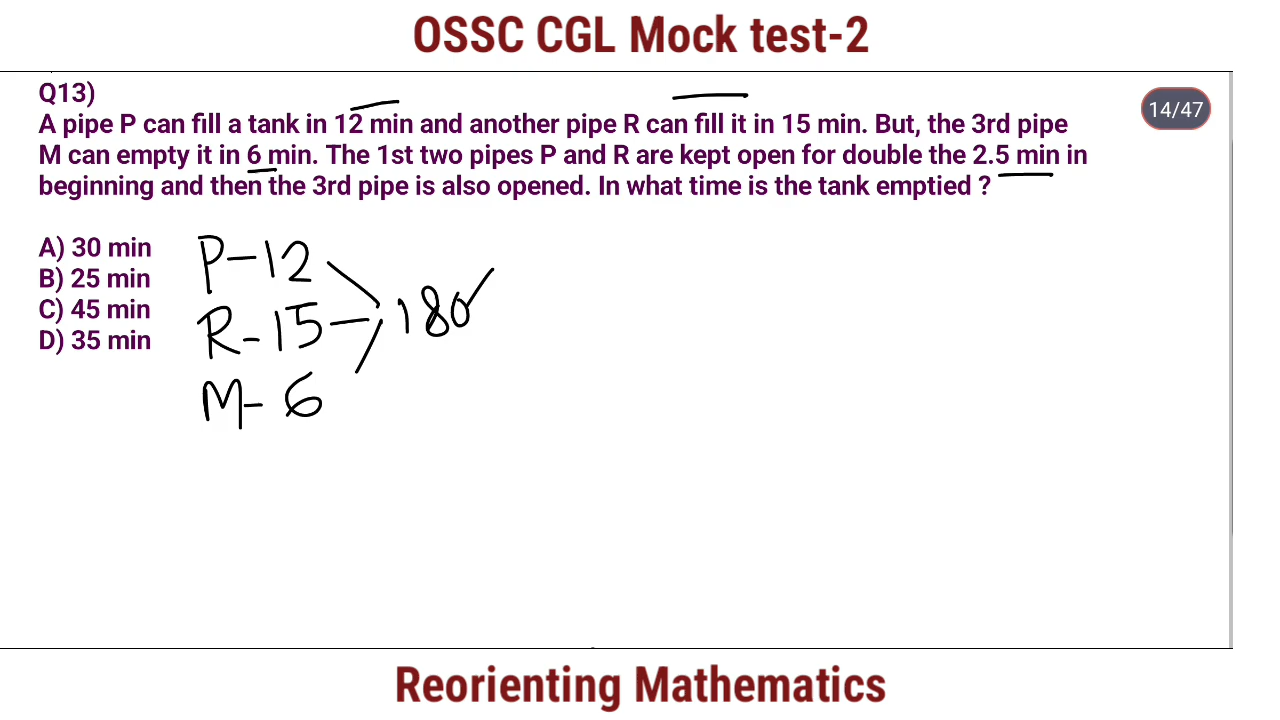 OSSC CGL Mock test-2
Q13)
14/47
A pipe P can fill a tank in 12 min and another pipe R can fill it in 15 min. But, the 3rd pipe
M can empty it in 6 min. The 1st two pipes P and R are kept open for double the 2.5 min in
beginning and then the 3rd pipe is also opened. In what time is the tank emptied ?
A) 30 min
B) 25 min
C) 45 min
D) 35 min
P-12
R-15
180
M-6
Reorienting Mathematics